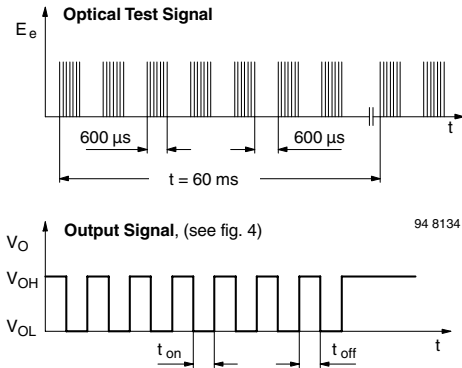 Optical Test Signal
E e
t
600 µs
600 µs
t = 60 ms
94 8134
Output Signal, (see fig. 4)
V O
V OH
V OL
t on
t off
t